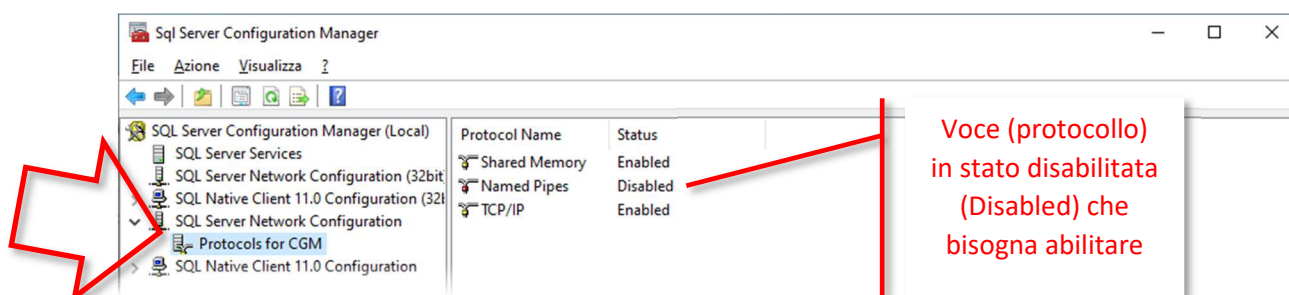 Sql Server Configuration Manager
File Azione Visualizza ?
SQL Server Configuration Manager (Local)
SQL Server Services
SQL Server Network Configuration (32bit
SQL Native Client 11.0 Configuration (32
SQL Server Network Configuration
Protocols for CGM
SQL Native Client 11.0 Configuration
Protocol Name Status
Shared Memory Enabled
Named Pipes Disabled
TCP/IP Enabled
Voce (protocollo)
in stato disabilitata
(Disabled) che
bisogna abilitare